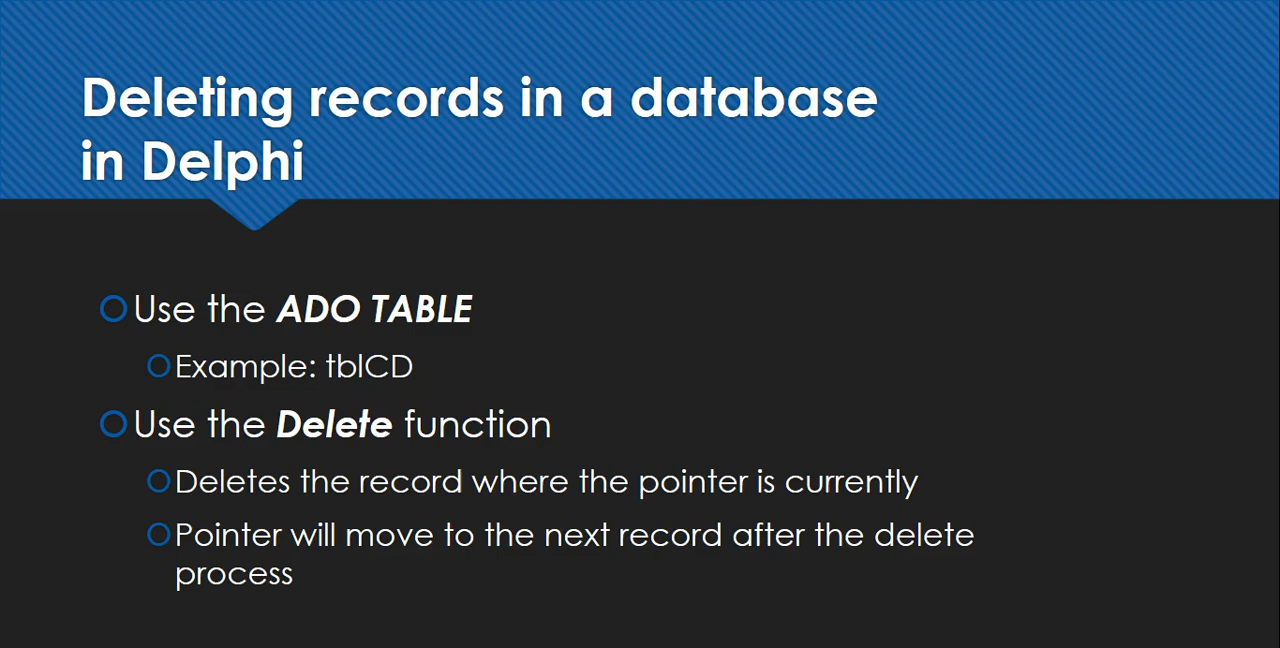 Deleting records in a database
in Delphi
Use the ADO TABLE
Example: tblCD
Use the Delete function
Deletes the record where the pointer is currently
Pointer will move to the next record after the delete
process